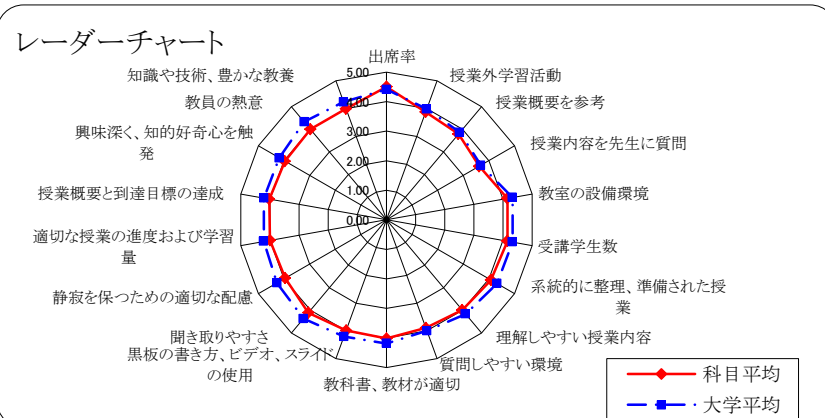 レーダーチャート
出席率
授業外学習活動
授業概要を参考
授業内容を先生に質問
教室の設備環境
受講学生数
系統的に整理、準備された授
業
理解しやすい授業内容
質問しやすい環境
教科書、教材が適切
黒板の書き方、ビデオ、スライド
の使用
聞き取りやすさ
静寂を保つための適切な配慮
適切な授業の進度および学習
量
授業概要と到達目標の達成
興味深く、知的好奇心を触
発
教員の熱意
知識や技術、豊かな教養
5.00
4.00
3.00
2.00
1.00
0.00
科目平均
大学平均